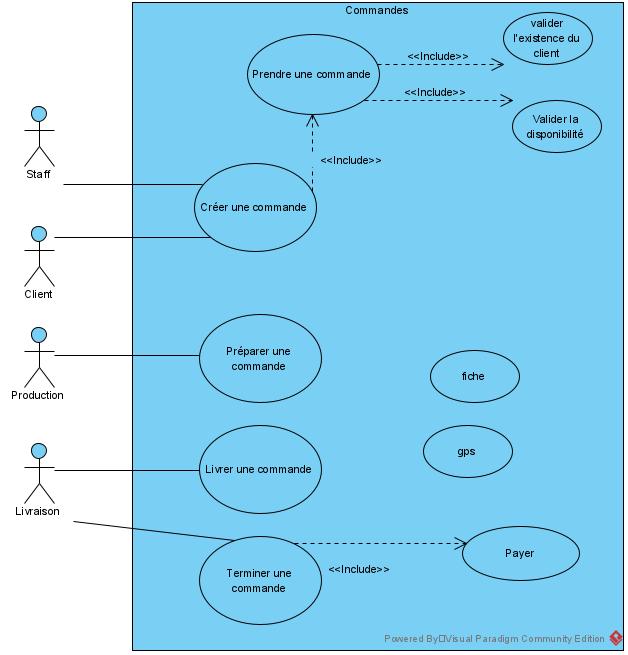 Commandes
valider
l'existence du
client
<<Include>>
Prendre une commande
<<Include>>
Valider la
disponibilité
<<Include>>
Staff
Créer une commande
Client
Préparer une
commande
fiche
Production
gps
Livrer une commande
Livraison
Payer
<<Include>>
Terminer une
commande
Powered By Visual Paradigm Community Edition